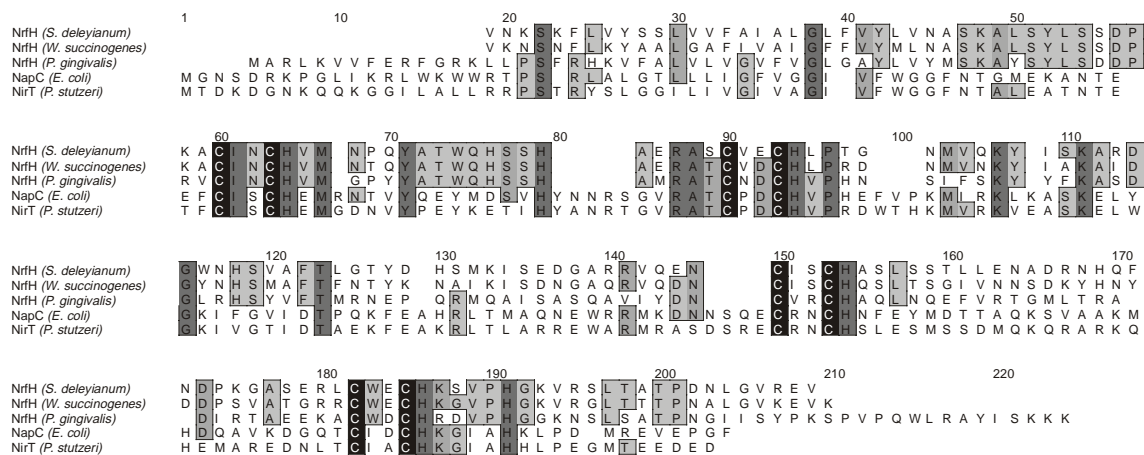 1 10 20 30 40 50
NrfH (S. deleyianum) V N K S K F L V Y S S L V F A I A L G L F V Y L V N A S K A L S Y L S S D P
NrfH (W. succinogenes) V K N S N F L K Y A A L G A F I V A I G F F V Y M L N A S K A L S Y L S S D P
NrfH (P. gingivalis) M A R L K V V F E R F G R K L L P S F R H K V F A V L V G V F V G L G A Y L V Y M S K A Y S Y L S D D P
NapC (E. coli) M G N S D R K P G L I K R L W K W W R T P S R L A L G T L L L I G F V G G I V F W G G F N T G M E K A N T E
NirT (P. stutzeri) M T D K D G N K Q Q K G G I L A L L R R P S T R Y S L G G I L I V G I V A G I V F W G G F N T A L E A T N T E
60 70 80 90 100 110
NrfH (S. deleyianum) K A C I N C H V M N P Q Y A T W Q H S S H A E R A S C V E C H L P T G N M V Q K Y I S K A R D
NrfH (W. succinogenes) K A C I N C H V M N T Q Y A T W Q H S S H A E R A S C V D C H L P R D N M V N K Y I A K A R D
NrfH (P. gingivalis) R V C I N C H V M G P Y Y A T W Q H S S H A M R A T C N D C H V P H N S I F S K Y Y F K A S D
NapC (E. coli) E F C I S C H E M R N T V Y Q E Y M D S V H Y N N R S G V R A T C P D C H V P H E F V P K M I R K L K A S K E L Y
NirT (P. stutzeri) T F C I S C H E M G D N V Y P E Y K E T I H Y A N R T G V R A T C P D C H V P R D W T H K M V R K V E A S K E L W
120 130 140 150 160 170
NrfH (S. deleyianum) G W N H S V A F T L G T Y D H S M K I S E D G A R R V Q E N C I S C H A S L S S T L L E N A D R N H Q F
NrfH (W. succinogenes) G Y N H S M A F T F N T Y K N A I K I S D N G A Q R V Q D N C I S C H Q S L T S G I V N N S D K Y H N Y
NrfH (P. gingivalis) G L R H S Y V F T M R N E P Q R M Q A I S A S Q A V I Y D N C V R C H A Q L N Q E F V R T G M L T R A
NapC (E. coli) G K I F G V I D T P Q K F E A H R L T M A Q N E W R R M K D N N S Q E C R N C H N F E Y M D T T A Q K S V A A K M
NirT (P. stutzeri) G K I V G T I D T A E K F E A K R L T L A R R E W A R M R A S D S R E C R N C H S L E S M S S D M Q K Q R A R K Q
180 190 200 210 220
NrfH (S. deleyianum) N D P K G A S E R L C W E C H K S V P H G K V R S L T A T P D N L G V R E V
NrfH (W. succinogenes) D D P S V A T G R R C W E C H K G V P H G K V R G L T T T P N A L G V K E V K
NrfH (P. gingivalis) D I R T A E E K A C W D C H R D V P H G G K N S L S A T P N G I I S Y P K S P V P Q W L R A Y I S K K K
NapC (E. coli) H D Q A V K D G Q T C I D C H K G I A H K L P D M R E V E P G F
NirT (P. stutzeri) H E M A R E D N L T C I A C H K G I A H H L P E G M T E E D E D